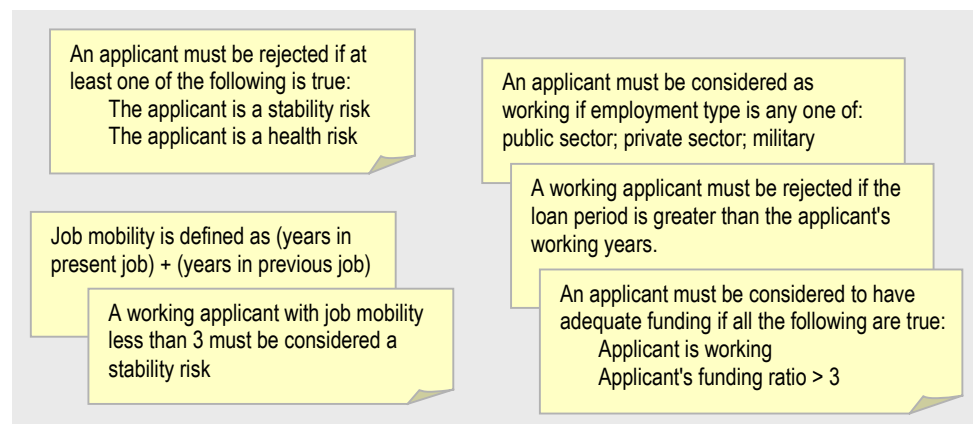 An applicant must be rejected if at
least one of the following is true:
The applicant is a stability risk
The applicant is a health risk
Job mobility is defined as (years in
present job) + (years in previous job)
A working applicant with job mobility
less than 3 must be considered a
stability risk
An applicant must be considered as
working if employment type is any one of:
public sector; private sector; military
A working applicant must be rejected if the
loan period is greater than the applicant's
working years.
An applicant must be considered to have
adequate funding if all the following are true:
Applicant is working
Applicant's funding ratio > 3